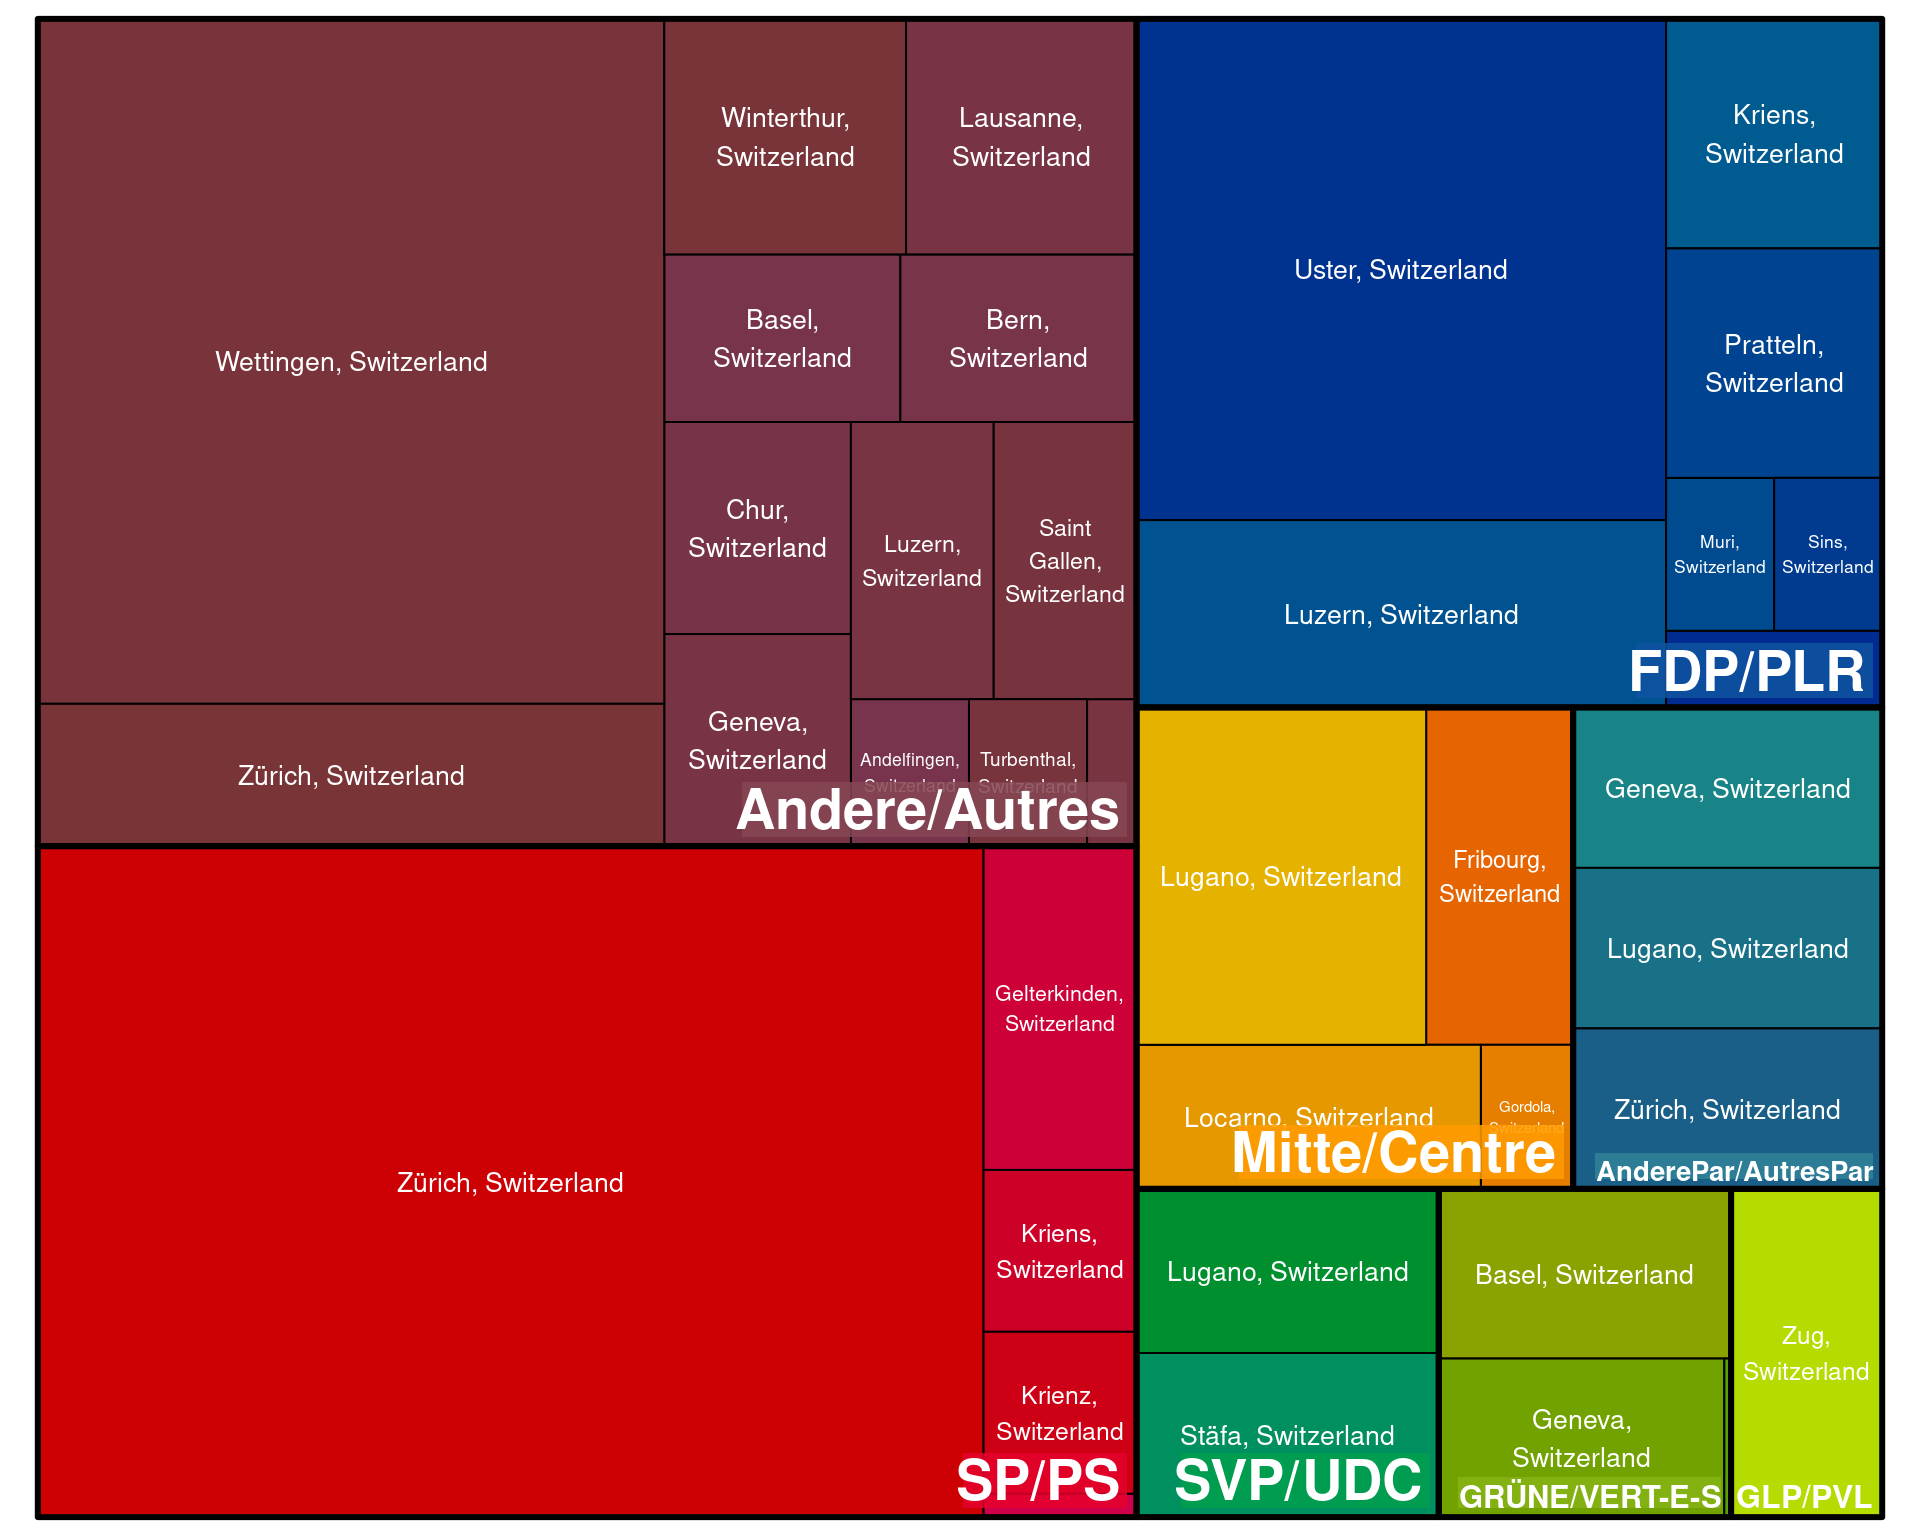 Wettingen, Switzerland
Zürich, Switzerland
Winterthur,
Switzerland
Lausanne,
Switzerland
Basel,
Switzerland
Bern,
Switzerland
Chur,
Switzerland
Geneva,
Switzerland
Luzern,
Switzerland
Saint
Gallen,
Switzerland
Andelfingen,
Switzerland
Turbenthal,
Switzerland
Andere/Autres
Zürich, Switzerland
Gelterkinden,
Switzerland
Kriens,
Switzerland
Krienz,
Switzerland
SP/PS
Uster, Switzerland
Luzern, Switzerland
Kriens,
Switzerland
Pratteln,
Switzerland
Muri,
Switzerland
Sins,
Switzerland
FDP/PLR
Lugano, Switzerland
Fribourg,
Switzerland
Locarno, Switzerland
Gordola,
Switzerland
Mitte/Centre
Geneva, Switzerland
Lugano, Switzerland
Zürich, Switzerland
AnderePar/AutresPar
Lugano, Switzerland
Stäfa, Switzerland
SVP/UDC
Basel, Switzerland
Geneva,
Switzerland
GRÜNE/VERT-E-S
Zug,
Switzerland
GLP/PVL